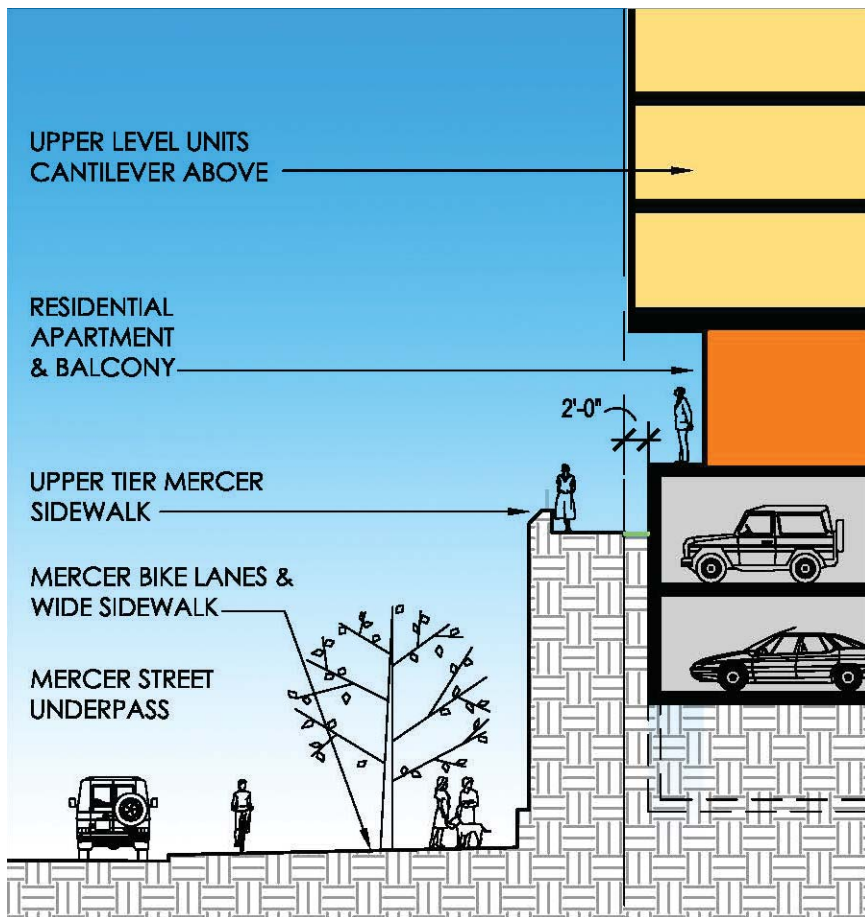 UPPER LEVEL UNITS
CANTILEVER ABOVE
RESIDENTIAL
APARTMENT
& BALCONY
2'-0"
UPPER TIER MERCER
SIDEWALK
MERCER BIKE LANES &
WIDE SIDEWALK
MERCER STREET
UNDERPASS